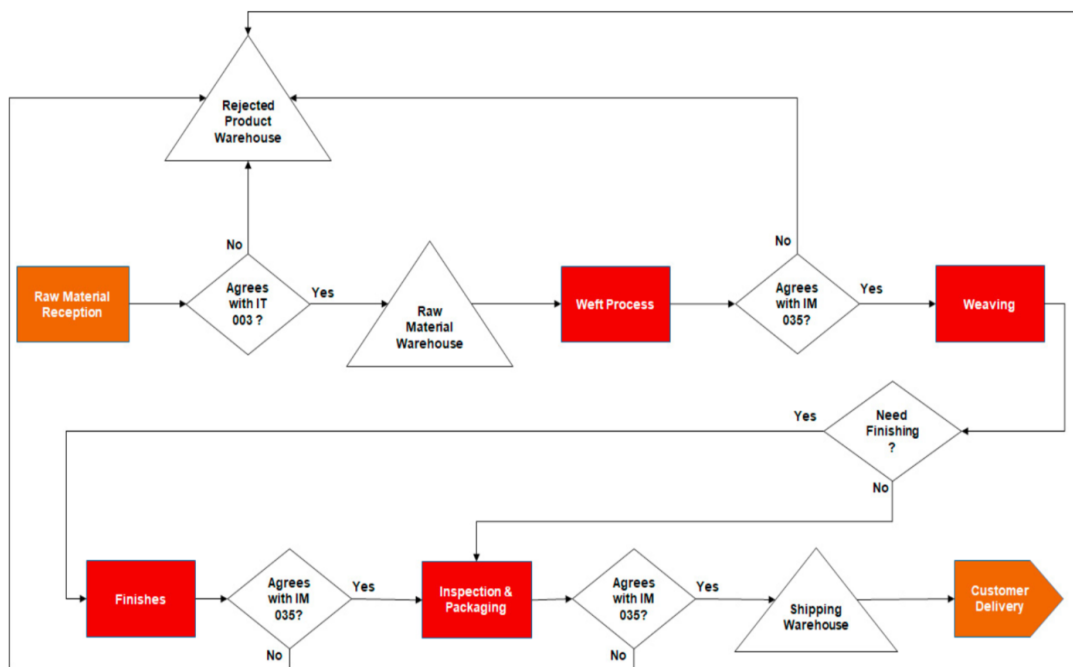 Rejected
Product
Warehouse
No
No
Raw Material
Reception
Agrees
with IT
003 ?
Yes
Raw
Material
Warehouse
Weft Process
Agrees
with IM
035?
Yes
Weaving
Yes
Need
Finishing
?
No
Finishes
Agrees
with IM
035?
Yes
Inspection &
Packaging
Agrees
with IM
035?
Yes
Shipping
Warehouse
Customer
Delivery
No
No